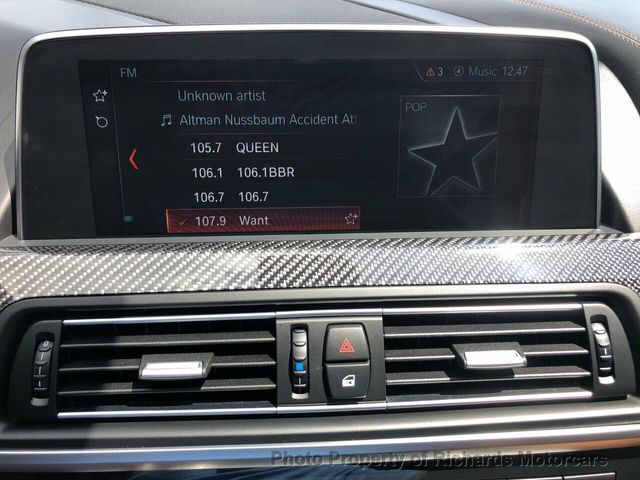 FM
3 Music 12:47
Unknown artist
Altman Nussbaum Accident Att
POP
105.7 QUEEN
106.1 106.1BBR
106.7 106.7
107.9 Want
Photo Property of Richards Motorcars